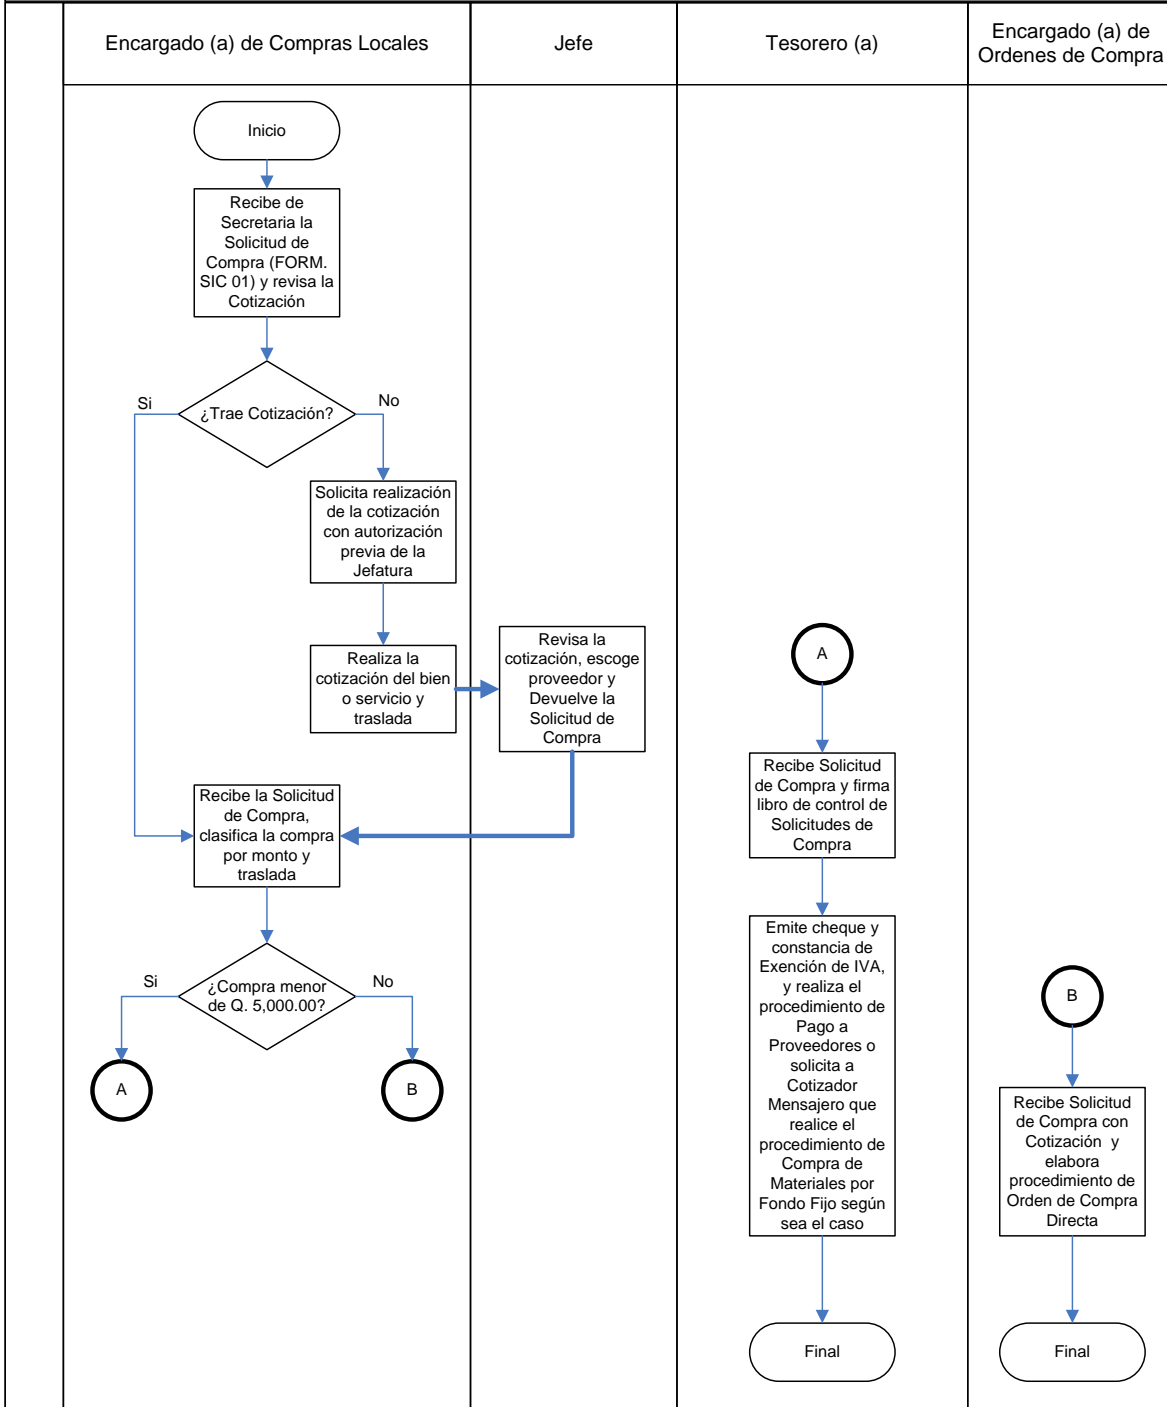 Encargado (a) de Compras Locales
Jefe
Tesorero (a)
Encargado (a) de
Ordenes de Compra
Inicio
Recibe de
Secretaria la
Solicitud de
Compra (FORM.
SIC 01) y revisa la
Cotización
¿Trae Cotización?
Si
No
Solicita realización
de la cotización
con autorización
previa de la
Jefatura
Realiza la
cotización del bien
o servicio y
traslada
Revisa la
cotización, escoge
proveedor y
Devuelve la
Solicitud de
Compra
Recibe la Solicitud
de Compra,
clasifica la compra
por monto y
traslada
¿Compra menor
de Q. 5,000.00?
Si
No
A
B
A
Recibe Solicitud
de Compra y firma
libro de control de
Solicitudes de
Compra
Emite cheque y
constancia de
Exención de IVA,
y realiza el
procedimiento de
Pago a
Proveedores o
solicita a
Cotizador
Mensajero que
realice el
procedimiento de
Compra de
Materiales por
Fondo Fijo según
sea el caso
Final
B
Recibe Solicitud
de Compra con
Cotización  y
elabora
procedimiento de
Orden de Compra
Directa
Final